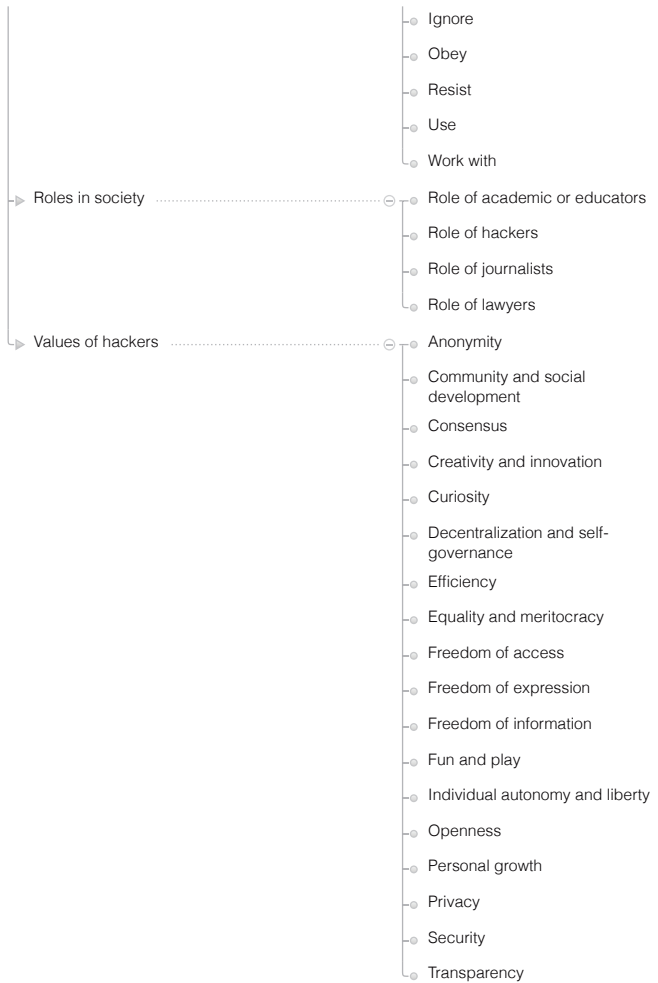 Ignore
Obey
Resist
Use
Work with
Roles in society
Role of academic or educators
Role of hackers
Role of journalists
Role of lawyers
Values of hackers
Anonymity
Community and social
development
Consensus
Creativity and innovation
Curiosity
Decentralization and self-
governance
Efficiency
Equality and meritocracy
Freedom of access
Freedom of expression
Freedom of information
Fun and play
Individual autonomy and liberty
Openness
Personal growth
Privacy
Security
Transparency